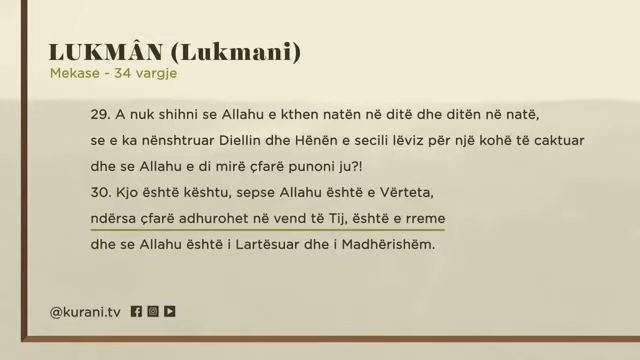 LUKMÂN (Lukmani)
Mekase - 34 vargje
29. A nuk shihni se Allahu e kthen natën në ditë dhe ditën në natë,
se e ka nënshtruar Diellin dhe Hënën e secili lëviz për një kohë të caktuar
dhe se Allahu e di mirë çfarë punoni ju?!
30. Kjo është kështu, sepse Allahu është e Vërteta,
ndërsa çfarë adhurohet në vend të Tij, është e rreme
dhe se Allahu është i Lartësuar dhe i Madhërishëm.
@kurani.tv